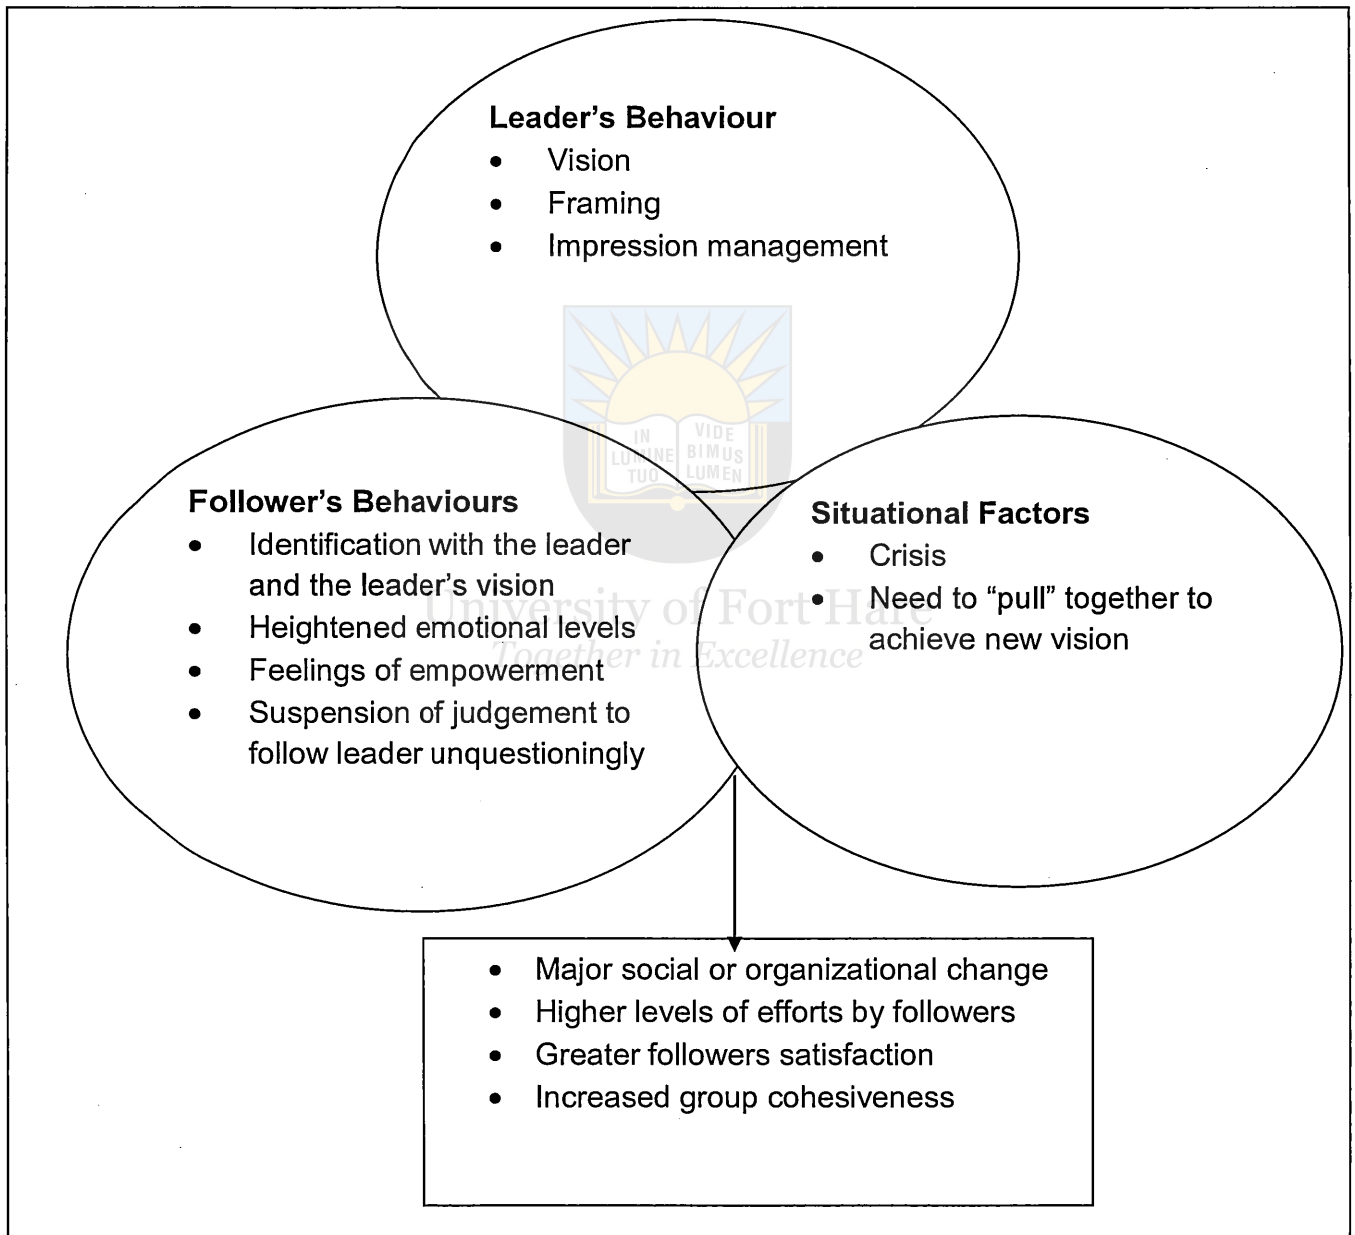 Leader's Behaviour
• Vision
• Framing
• Impression management
IN
LUMINE
TUO
VIDE
BIMUS
LUMEN
Follower's Behaviours
• Identification with the leader
and the leader's vision
• Heightened emotional levels
• Feelings of empowerment
• Suspension of judgement to
follow leader unquestioningly
Situational Factors
• Crisis
• Need to “pull” together to
achieve new vision
University of Fort Hare
Together in Excellence
• Major social or organizational change
• Higher levels of efforts by followers
• Greater followers satisfaction
• Increased group cohesiveness